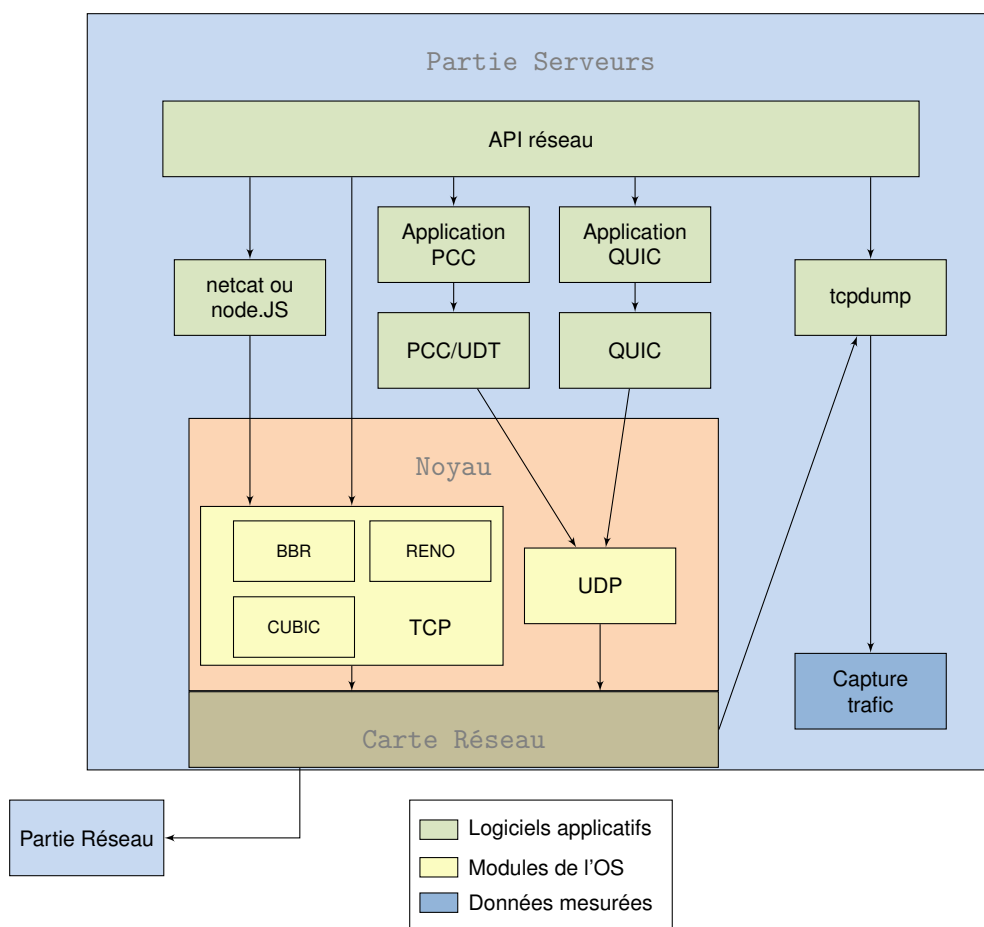 Partie Serveurs
API réseau
Application
PCC
Application
QUIC
netcat ou
node.JS
tcpdump
PCC/UDT
QUIC
Noyau
BBR
RENO
UDP
CUBIC
TCP
Capture
trafic
Carte Réseau
Partie Réseau
Logiciels applicatifs
Modules de l'OS
Données mesurées